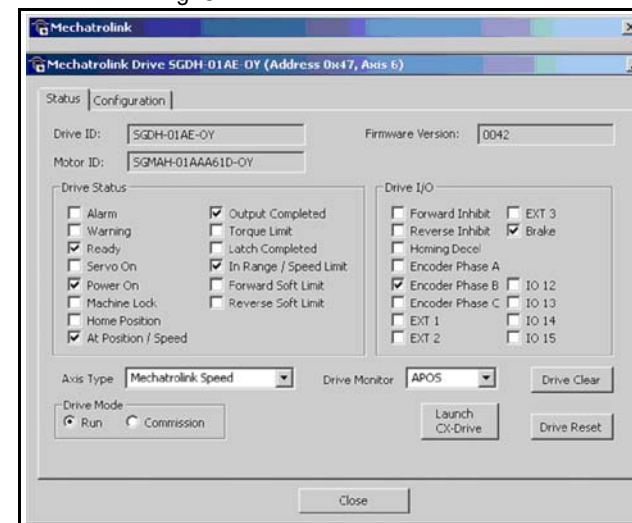 Mechatrolink
Mechatrolink Drive SGDH-01AE-OY (Address 0x47, Axis 6)
Status Configuration
Drive ID: SGDH-01AE-OY Firmware Version: 0042
Motor ID: SGMAH-01AAA61D-OY
Drive Status
Alarm Output Completed
Warning Torque Limit
Ready Latch Completed
Servo On In Range / Speed Limit
Power On Forward Soft Limit
Machine Lock Reverse Soft Limit
Home Position
At Position / Speed
Drive I/O
Forward Inhibit EXT 3
Reverse Inhibit Brake
Homing Decel
Encoder Phase A
Encoder Phase B IO 12
Encoder Phase C IO 13
EXT 1 IO 14
EXT 2 IO 15
Axis Type Mechatrolink Speed Drive Monitor APOS Drive Clear
Drive Mode
Run Commission
Launch
CX-Drive
Drive Reset
Close